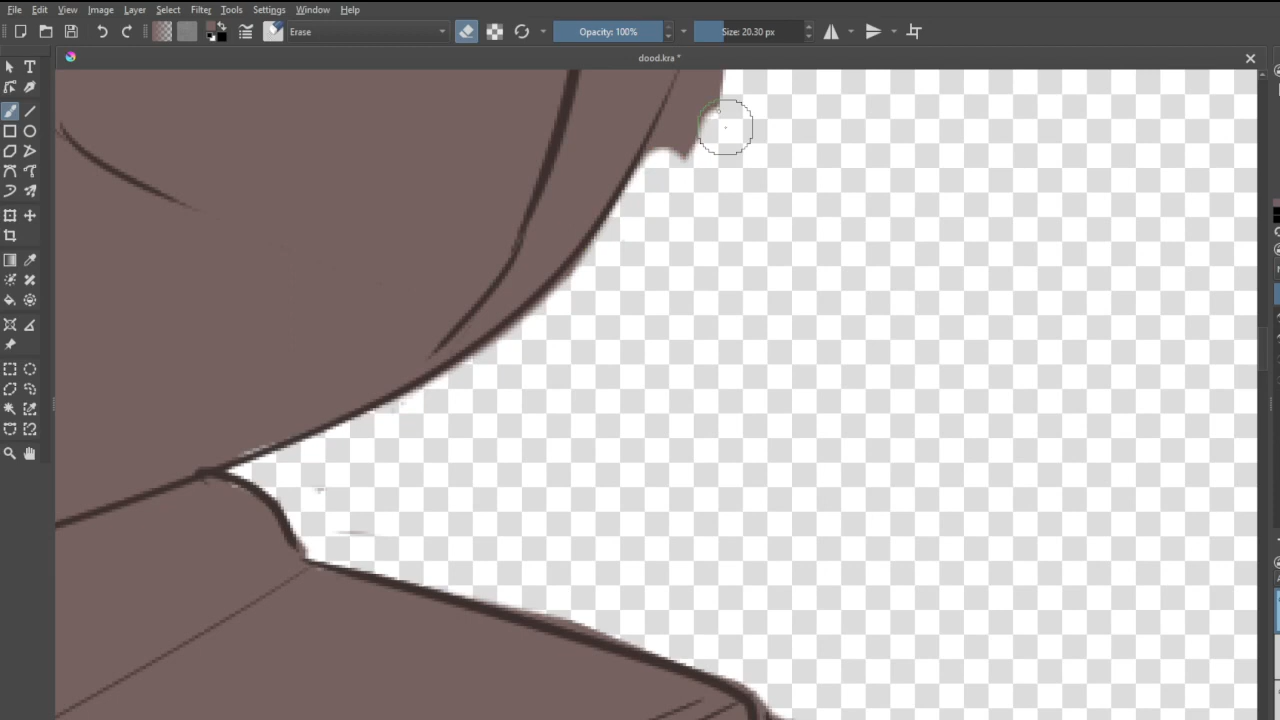 File Edit View Image Layer Select Filter Tools Settings Window Help
Erase Opacity: 100% Size: 20.30 px
dood.kra *